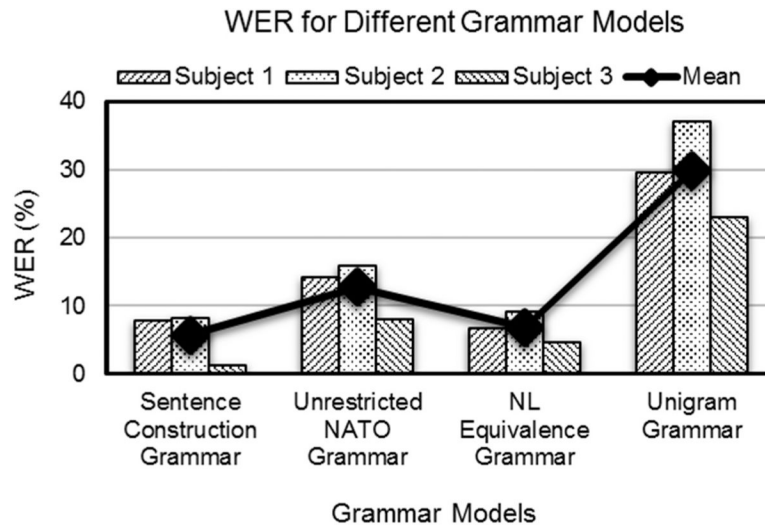 WER for Different Grammar Models
Subject 1 Subject 2 Subject 3 Mean
40
30
20
10
0
WER (%)
Sentence Construction Grammar
Unrestricted NATO Grammar
NL Equivalence Grammar
Unigram Grammar
Grammar Models